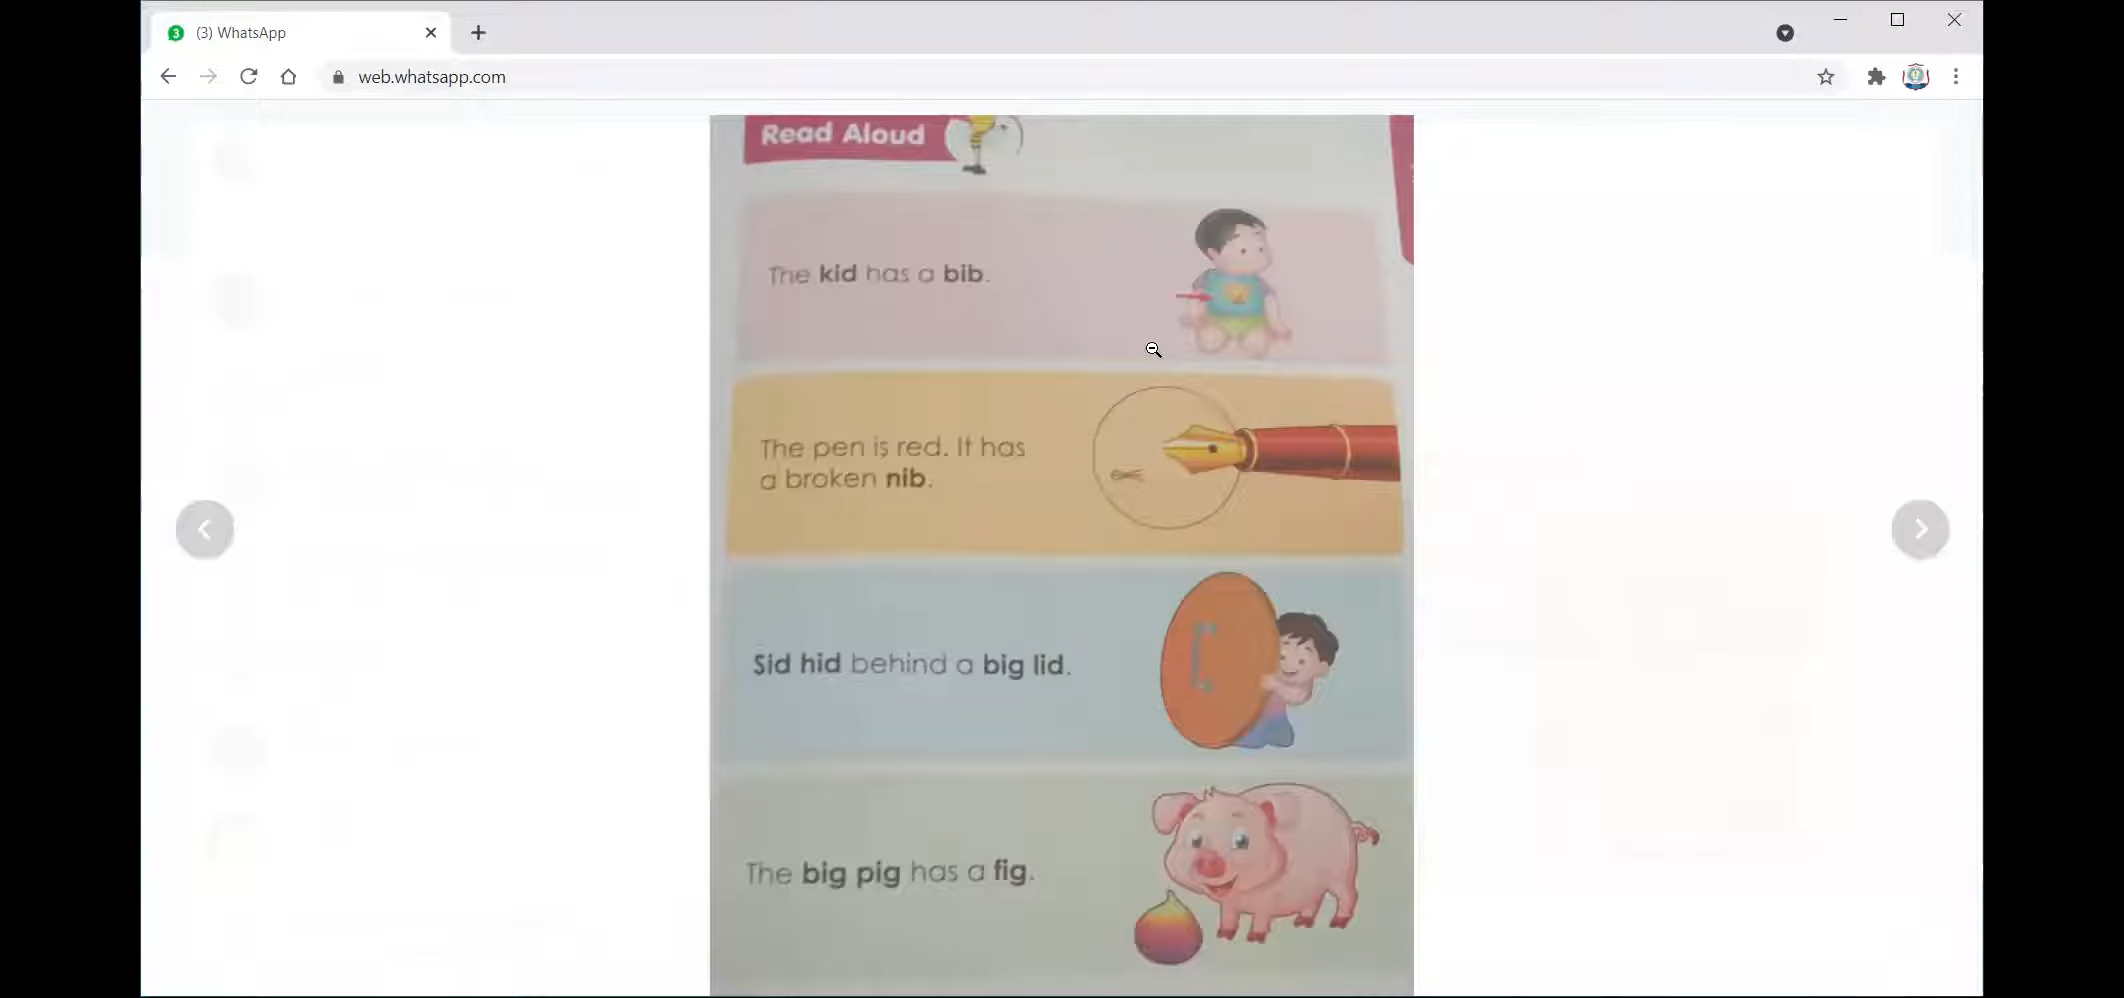 3
(3) WhatsApp
web.whatsapp.com
Read Aloud
The kid has a bib.
The pen is red. It has
a broken nib.
Sid hid behind a big lid.
The big pig has a fig.